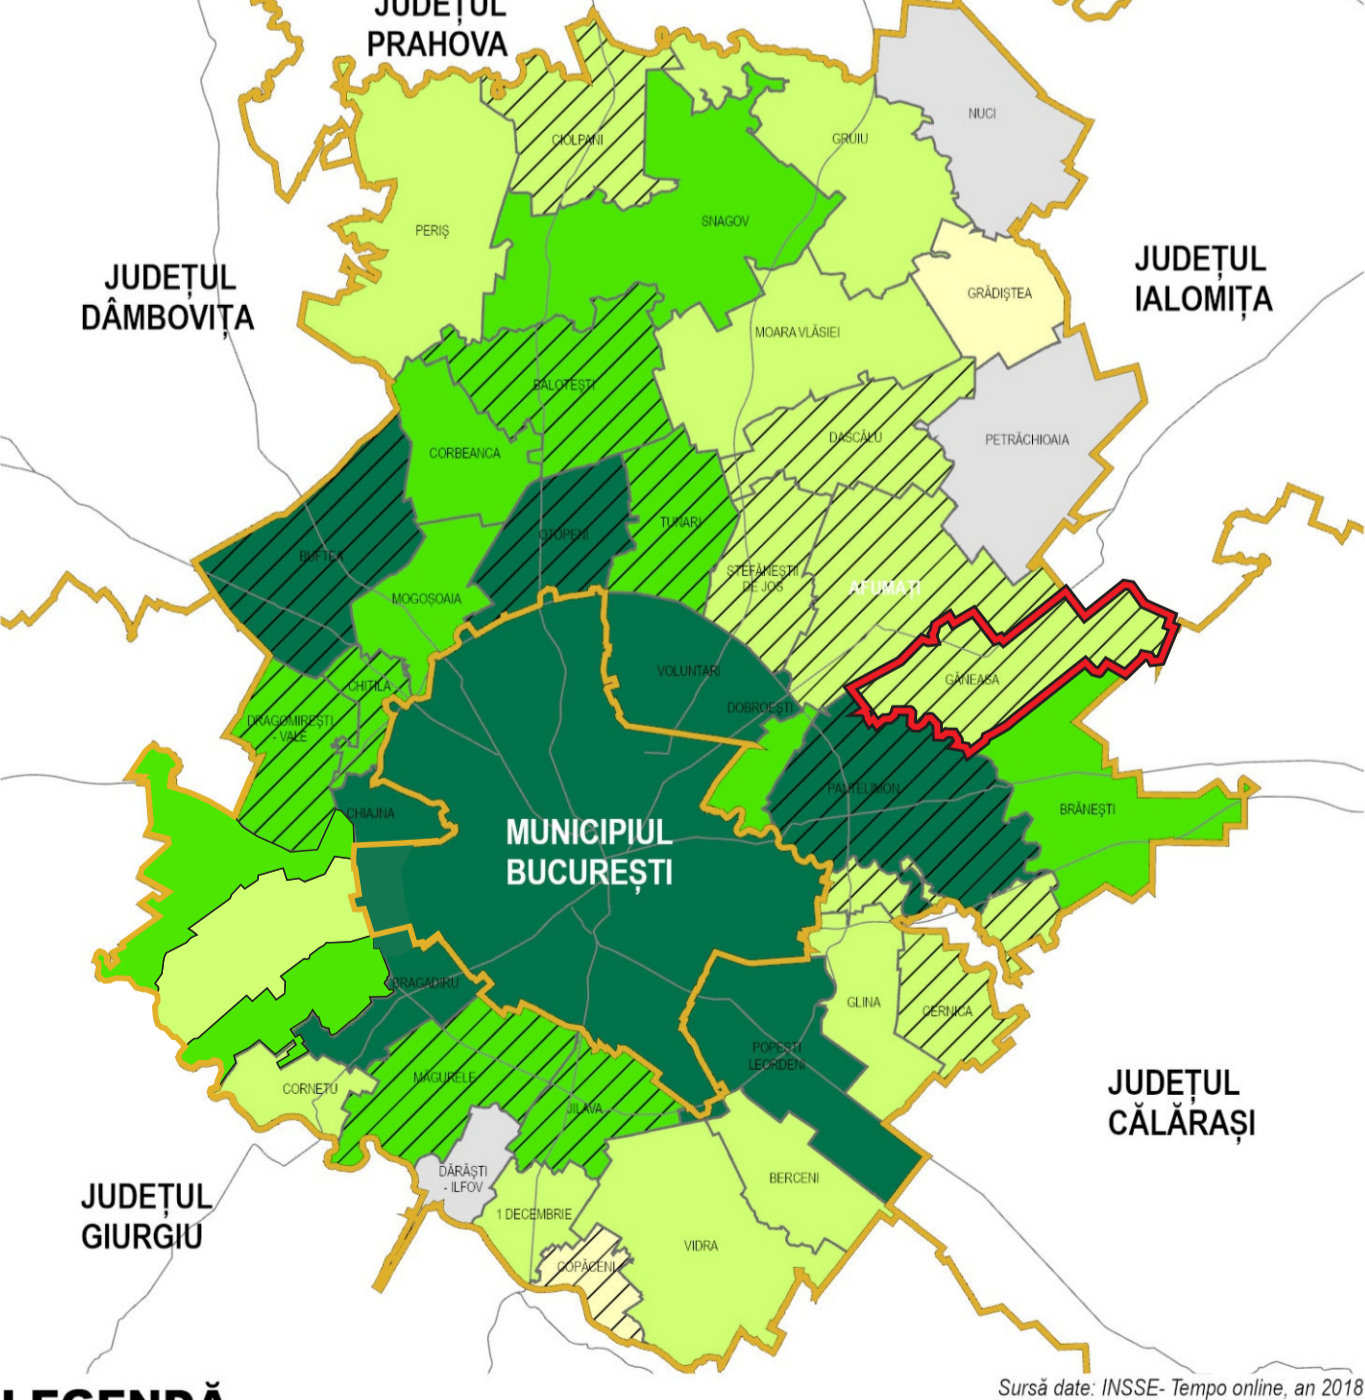 JUDEȚUL
PRAHOVA
NUCI
CIOLPANI
GRUIU
SNAGOV
PERIȘ
JUDEȚUL
DÂMBOVIȚA
JUDEȚUL
IALOMIȚA
GRĂDIȘTEA
MOARA VLĂSIEI
BALOTEȘTI
DASCĂLU
PETRĂCHIOAIA
CORBEANCA
OTOPENI
TUNARI
BUFTEA
ȘTEFĂNEȘTII
DE JOS
AFUMAȚI
MOGOȘOAIA
VOLUNTARI
GĂNEASA
CHITILA
DOBROEȘTI
DRAGOMIREȘTI
- VALE
PANTELIMON
BRĂNEȘTI
CHIAJNA
MUNICIPIUL
BUCUREȘTI
BRAGADIRU
GLINA
CERNICA
POPEȘTI
LEORDENI
MĂGURELE
CORNETU
JILAVA
JUDEȚUL
CĂLĂRAȘI
DĂRĂȘTI
- ILFOV
BERCENI
JUDEȚUL
GIURGIU
1 DECEMBRIE
VIDRA
COPĂCENI
LEGENDĂ
Sursă date: INSSE- Tempo online, an 2018